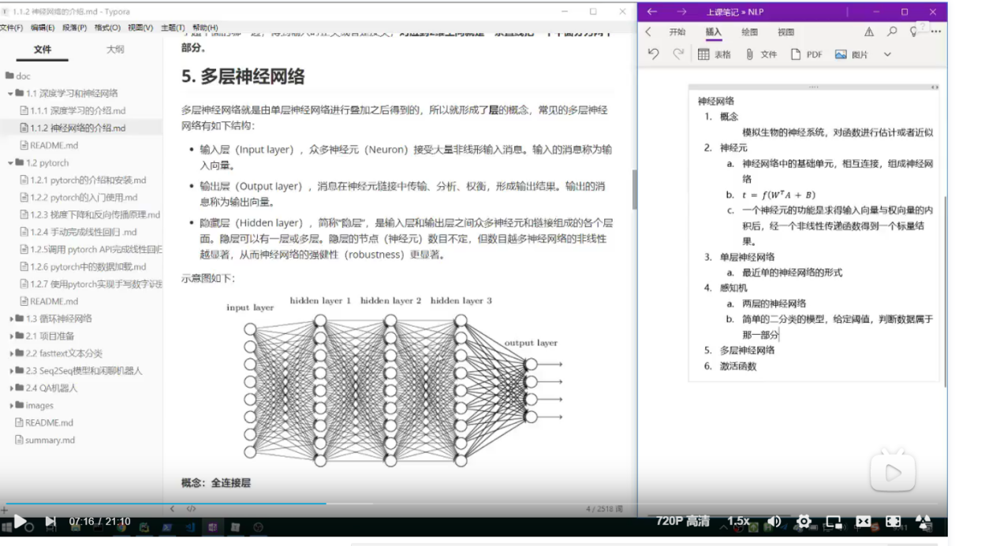 1.1.2 神经网络的介绍.md - Typora
文件(F) 编辑(E) 段落(P) 格式(O) 视图(V) 主题(T) 帮助(H)
文件 大纲
doc
1.1 深度学习和神经网络
1.1.1 深度学习的介绍.md
1.1.2 神经网络的介绍.md
README.md
1.2 pytorch
1.2.1 pytorch的介绍和安装.md
1.2.2 pytorch的入门使用.md
1.2.3 梯度下降和反向传播原理.md
1.2.4 手动完成线性回归 .md
1.2.5调用 pytorch API完成线性回归
1.2.6 pytorch中的数据加载.md
1.2.7 使用pytorch实现手写数字识别
README.md
1.3 循环神经网络
2.1 项目准备
2.2 fasttext文本分类
2.3 Seq2Seq模型和闲聊机器人
2.4 QA机器人
images
README.md
summary.md
部分。
5. 多层神经网络
多层神经网络就是由单层神经网络进行叠加之后得到的，所以就形成了层的概念，常见的多层神经
网络有如下结构：
输入层（Input layer），众多神经元（Neuron）接受大量非线形输入消息。输入的消息称为输
入向量。
输出层（Output layer），消息在神经元链接中传输、分析、权衡，形成输出结果。输出的消
息称为输出向量。
隐藏层（Hidden layer），简称“隐层”，是输入层和输出层之间众多神经元和链接组成的各个层
面。隐层可以有一层或多层。隐层的节点（神经元）数目不定，但数目越多神经网络的非线性
越显著，从而神经网络的强健性（robustness）更显著。
示意图如下：
input layer
hidden layer 1 hidden layer 2 hidden layer 3
output layer
概念：全连接层
4 / 2518 词
上课笔记 » NLP
开始 插入 绘图 视图
表格 文件 PDF 图片
神经网络
1. 概念
模拟生物的神经系统，对函数进行估计或者近似
2. 神经元
a. 神经网络中的基础单元，相互连接，组成神经网
络
b. t = f(WᵀA + B)
c. 一个神经元的功能是求得输入向量与权向量的内
积后，经一个非线性传递函数得到一个标量结
果。
3. 单层神经网络
a. 最近单的神经网络的形式
4. 感知机
a. 两层的神经网络
b. 简单的二分类的模型，给定阈值，判断数据属于
那一部分
5. 多层神经网络
6. 激活函数
07:16 / 21:10
720P 高清 1.5x